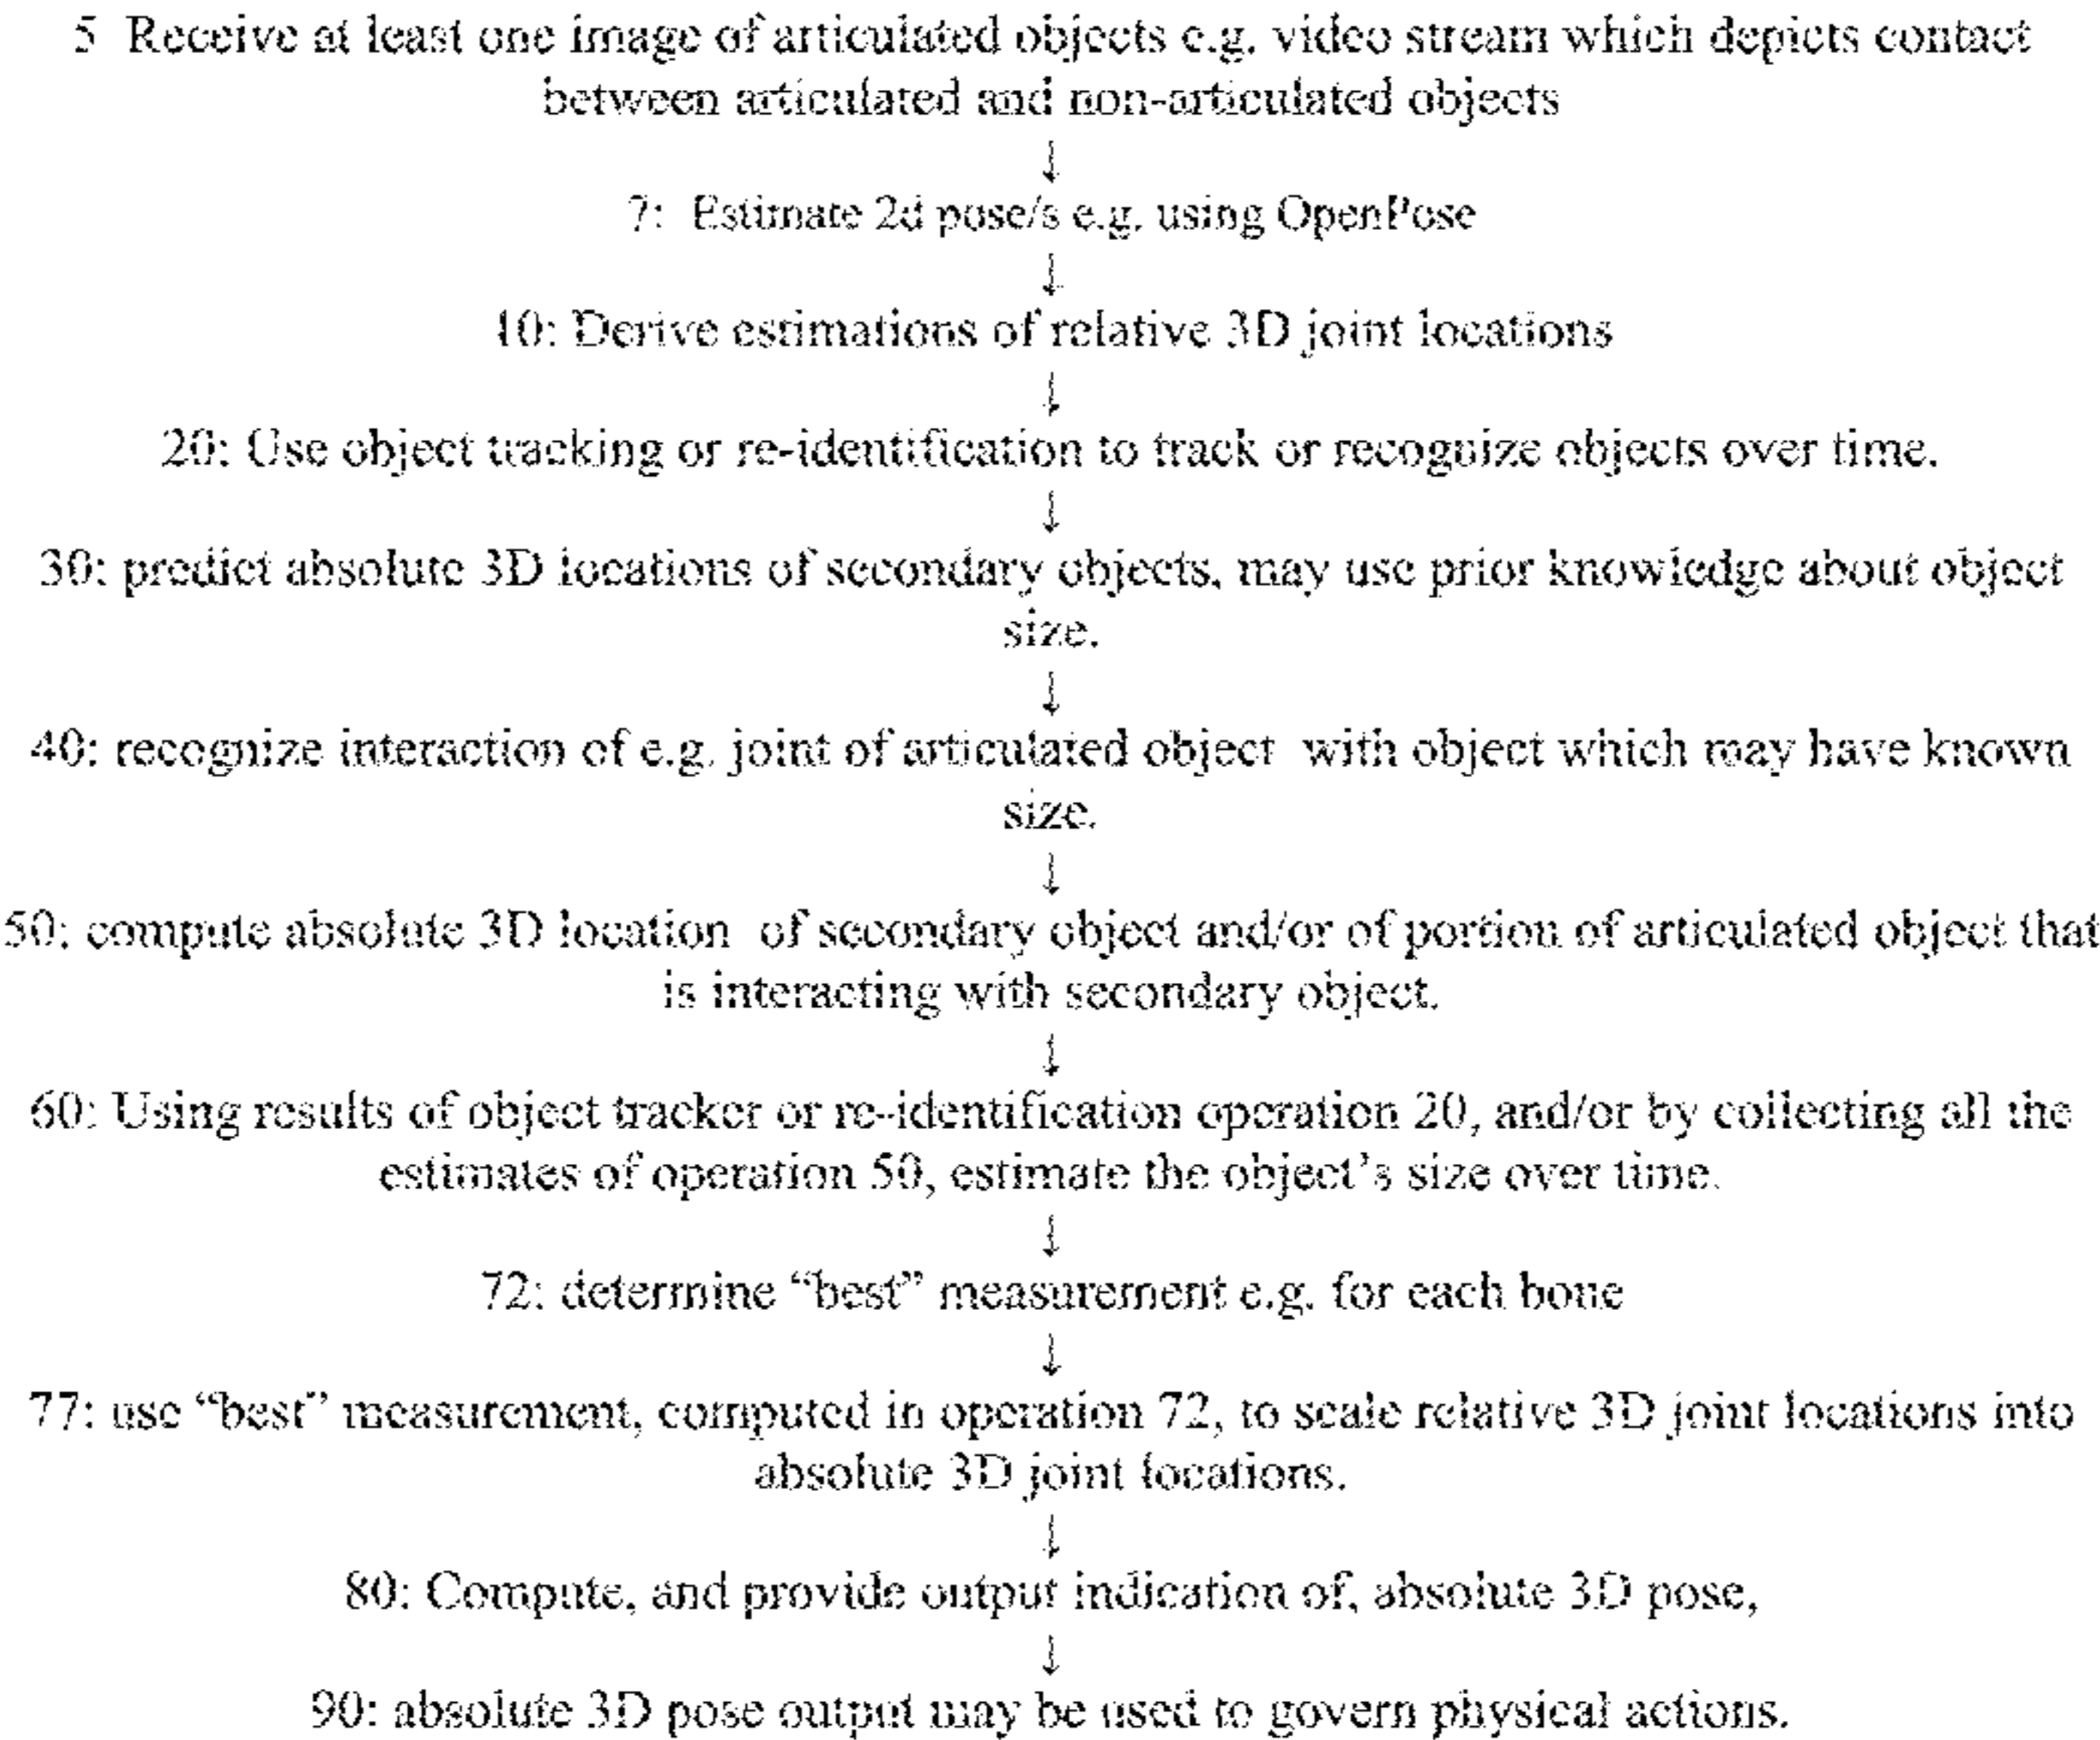 5 Receive at least one image of articulated objects e.g. video stream which depicts contact
between articulated and non-articulated objects
↓
7: Estimate 2d pose/s e.g. using OpenPose
↓
10: Derive estimations of relative 3D joint locations
↓
20: Use object tracking or re-identification to track or recognize objects over time.
↓
30: predict absolute 3D locations of secondary objects, may use prior knowledge about object
size.
↓
40: recognize interaction of e.g. joint of articulated object with object which may have known
size.
↓
50: compute absolute 3D location of secondary object and/or of portion of articulated object that
is interacting with secondary object.
↓
60: Using results of object tracker or re-identification operation 20, and/or by collecting all the
estimates of operation 50, estimate the object's size over time.
↓
72: determine “best” measurement e.g. for each bone
↓
77: use “best” measurement, computed in operation 72, to scale relative 3D joint locations into
absolute 3D joint locations.
↓
80: Compute, and provide output indication of, absolute 3D pose,
↓
90: absolute 3D pose output may be used to govern physical actions.